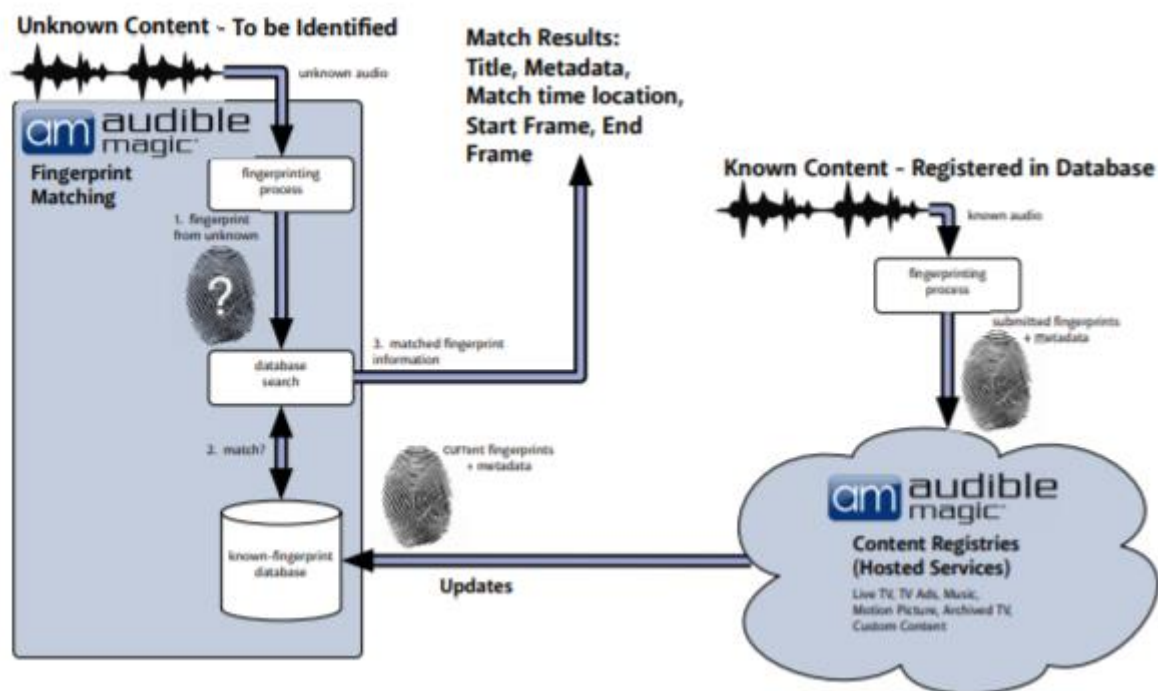 Unknown Content - To be Identified
unknown audio
am audible
magic
Fingerprint
Matching
fingerprinting
process
1. fingerprint
from unknown
?
database
search
3. matched fingerprint
information
2. match?
known-fingerprint
database
Match Results:
Title, Metadata,
Match time location,
Start Frame, End
Frame
current fingerprints
+ metadata
Updates
Known Content - Registered in Database
known audio
fingerprinting
process
submitted fingerprints
+ metadata
am audible
magic
Content Registries
(Hosted Services)
Live TV, TV Ads, Music,
Motion Picture, Archived TV,
Custom Content